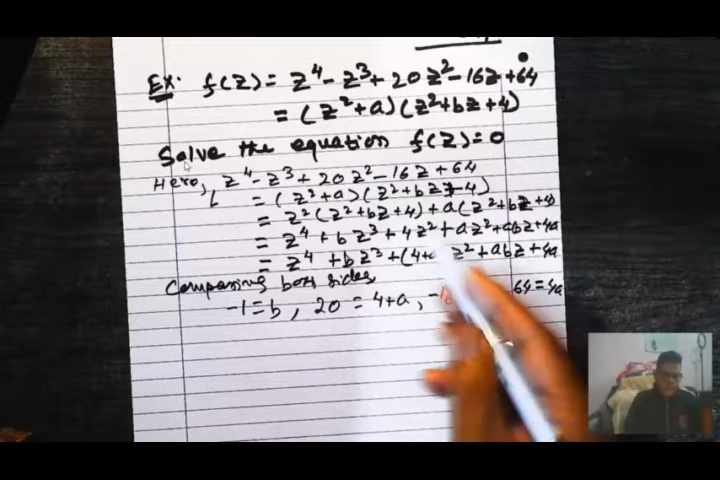 Ex. f(z) = z⁴ - z³ + 20z² - 16z + 64
= (z² + a) (z² + bz + 4)
Solve the equation f(z) = 0
Here, z⁴ - z³ + 20z² - 16z + 64
= (z² + a) (z² + bz + 4)
= z² (z² + bz + 4) + a (z² + bz + 4)
= z⁴ + bz³ + 4z² + az² + abz + 4a
= z⁴ + bz³ + (4+a z² + abz + 4a
Comparing both sides,
-1 = b, 20 = 4+a, 64 = 4a